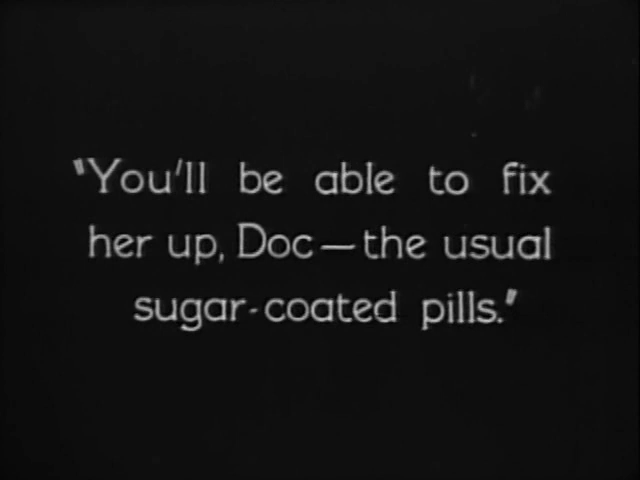 "You'll be able to fix
her up, Doc—the usual
sugar-coated pills."